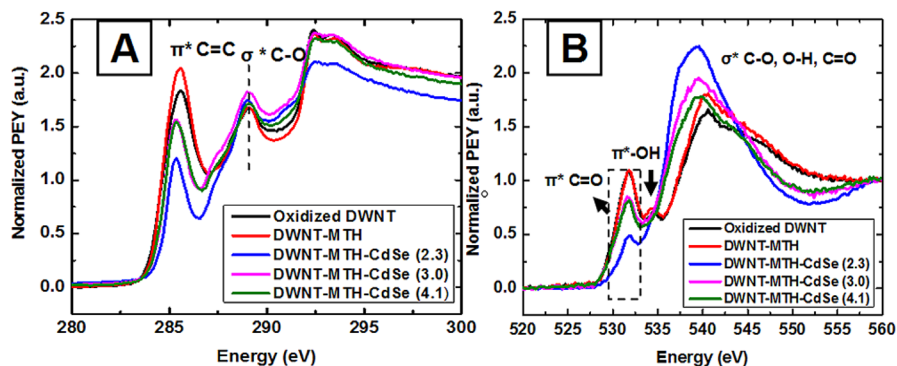 A
π* C=C
σ * C-O
Normalized PEY (a.u.)
2.5
2.0
1.5
1.0
0.5
0.0
Oxidized DWNT
DWNT-MTH
DWNT-MTH-CdSe (2.3)
DWNT-MTH-CdSe (3.0)
DWNT-MTH-CdSe (4.1)
280 285 290 295 300
Energy (eV)
B
σ* C-O, O-H, C=O
π*-OH
π* C=O
Normalized PEY (a.u.)
2.5
2.0
1.5
1.0
0.5
0.0
Oxidized DWNT
DWNT-MTH
DWNT-MTH-CdSe (2.3)
DWNT-MTH-CdSe (3.0)
DWNT-MTH-CdSe (4.1)
520 525 530 535 540 545 550 555 560
Energy (eV)